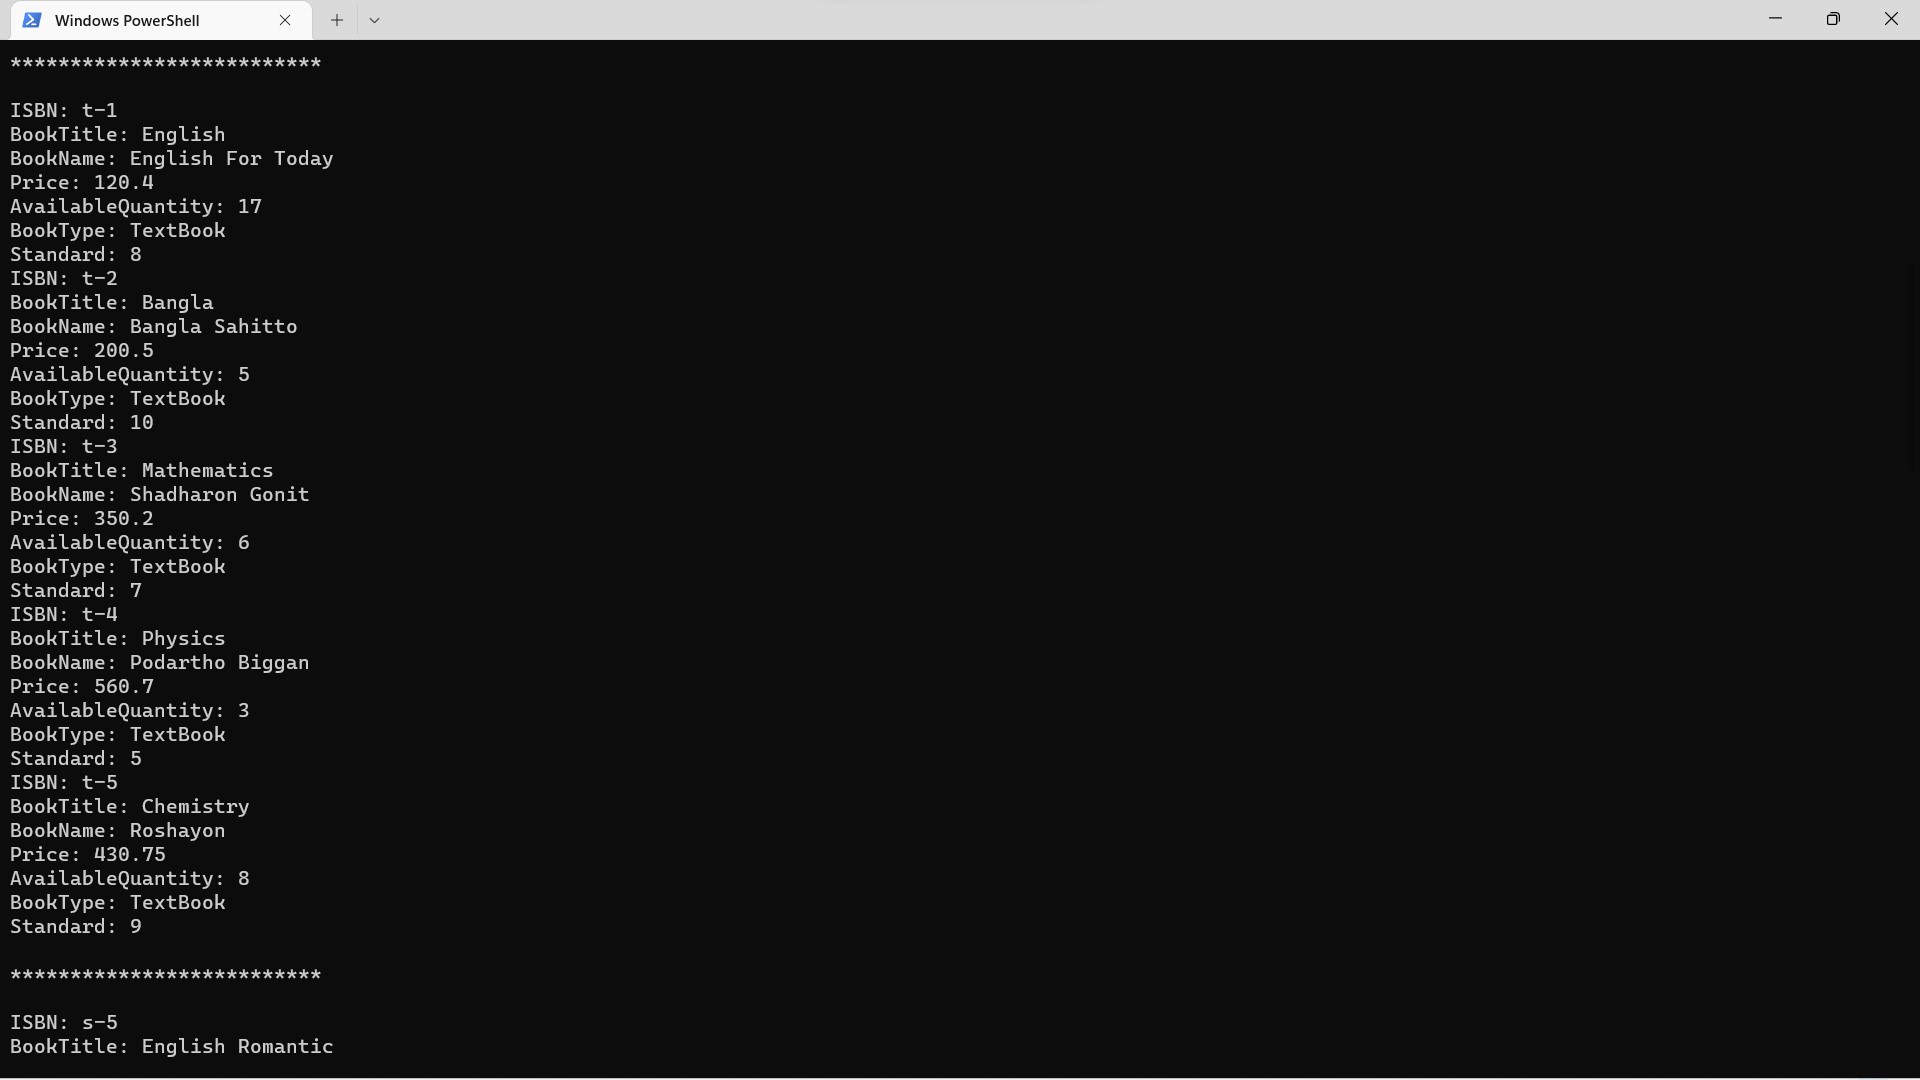 Windows PowerShell
**************************
ISBN: t-1
BookTitle: English
BookName: English For Today
Price: 120.4
AvailableQuantity: 17
BookType: TextBook
Standard: 8
ISBN: t-2
BookTitle: Bangla
BookName: Bangla Sahitto
Price: 200.5
AvailableQuantity: 5
BookType: TextBook
Standard: 10
ISBN: t-3
BookTitle: Mathematics
BookName: Shadharon Gonit
Price: 350.2
AvailableQuantity: 6
BookType: TextBook
Standard: 7
ISBN: t-4
BookTitle: Physics
BookName: Podartho Biggan
Price: 560.7
AvailableQuantity: 3
BookType: TextBook
Standard: 5
ISBN: t-5
BookTitle: Chemistry
BookName: Roshayon
Price: 430.75
AvailableQuantity: 8
BookType: TextBook
Standard: 9
**************************
ISBN: s-5
BookTitle: English Romantic